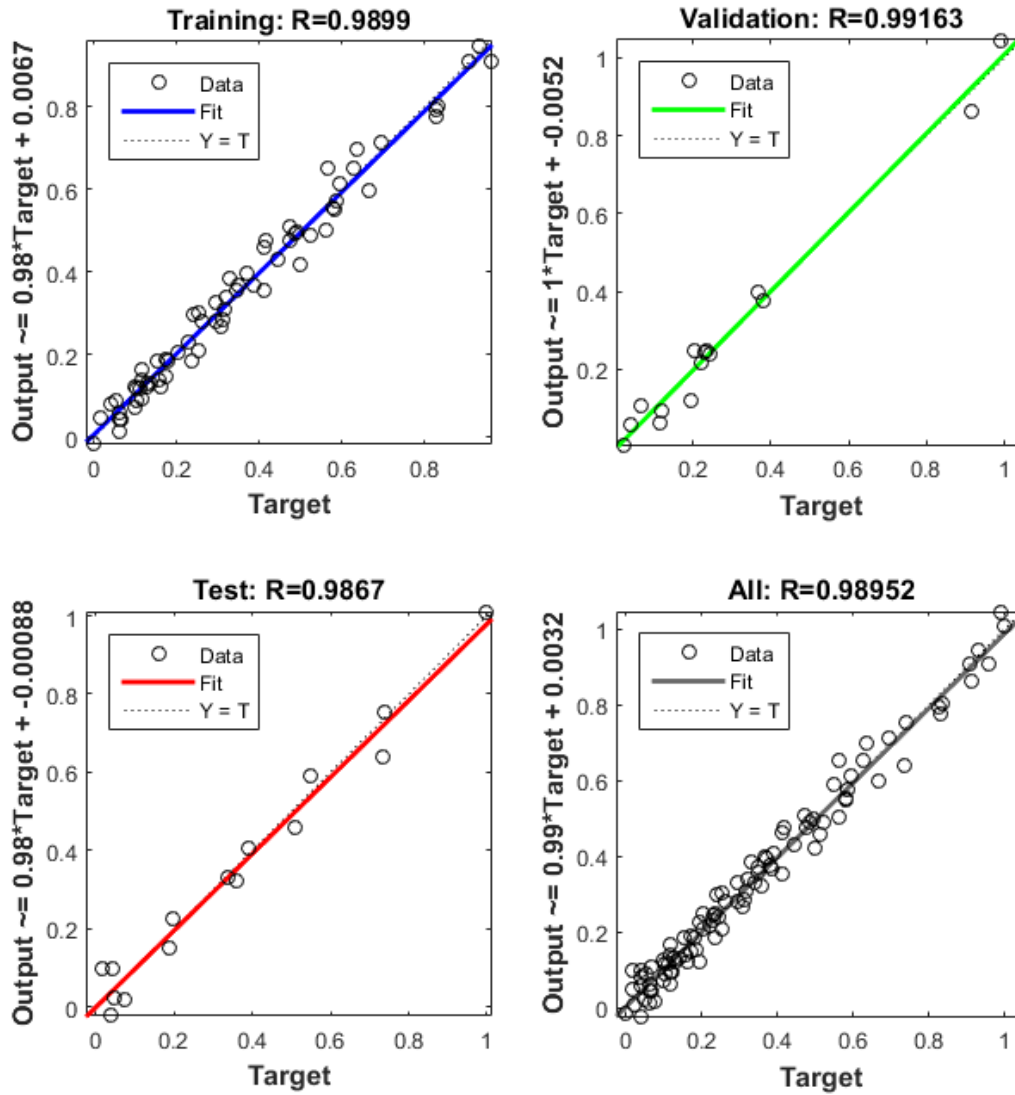 Training: R=0.9899
Output ~= 0.98*Target + 0.0067
Data
Fit
Y = T
0.8
0.6
0.4
0.2
0
0 0.2 0.4 0.6 0.8
Target
Validation: R=0.99163
Output ~= 1*Target + -0.0052
Data
Fit
Y = T
1
0.8
0.6
0.4
0.2
0.2 0.4 0.6 0.8 1
Target
Test: R=0.9867
Output ~= 0.98*Target + -0.00088
Data
Fit
Y = T
1
0.8
0.6
0.4
0.2
0
0 0.2 0.4 0.6 0.8 1
Target
All: R=0.98952
Output ~= 0.99*Target + 0.0032
Data
Fit
Y = T
1
0.8
0.6
0.4
0.2
0
0 0.2 0.4 0.6 0.8 1
Target